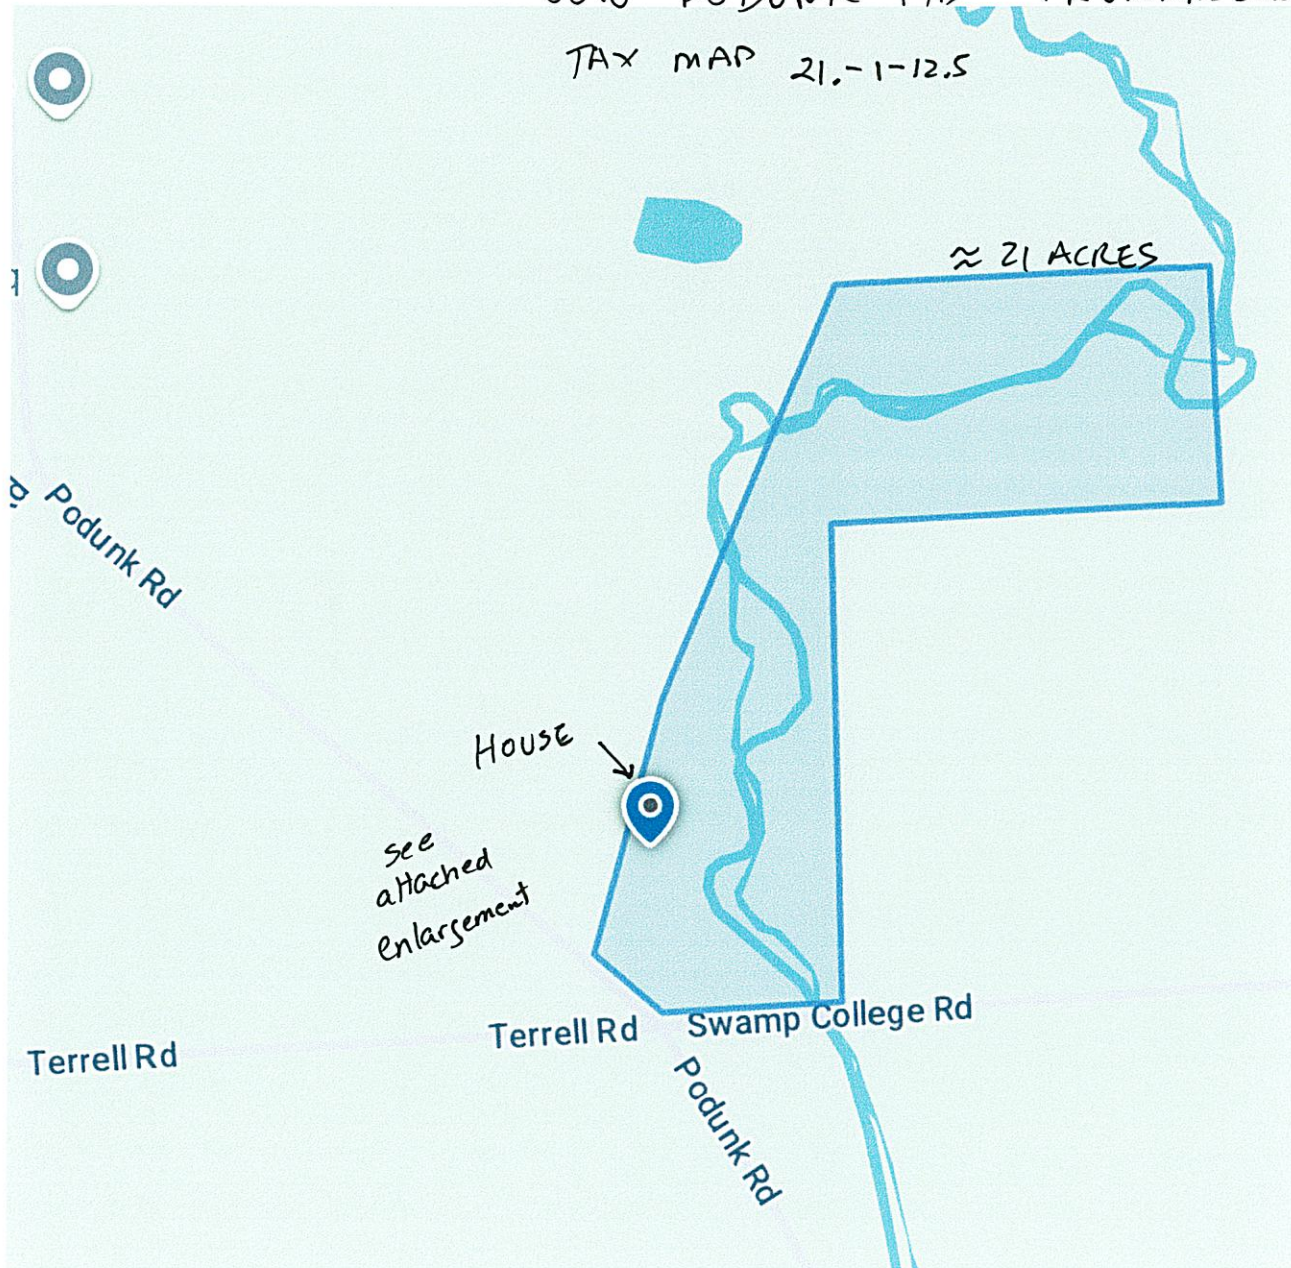 TAX MAP 21.-1-12.5
≈ 21 ACRES
Podunk Rd
HOUSE
see
attached
enlargement
Terrell Rd
Swamp College Rd
Terrell Rd
Podunk Rd